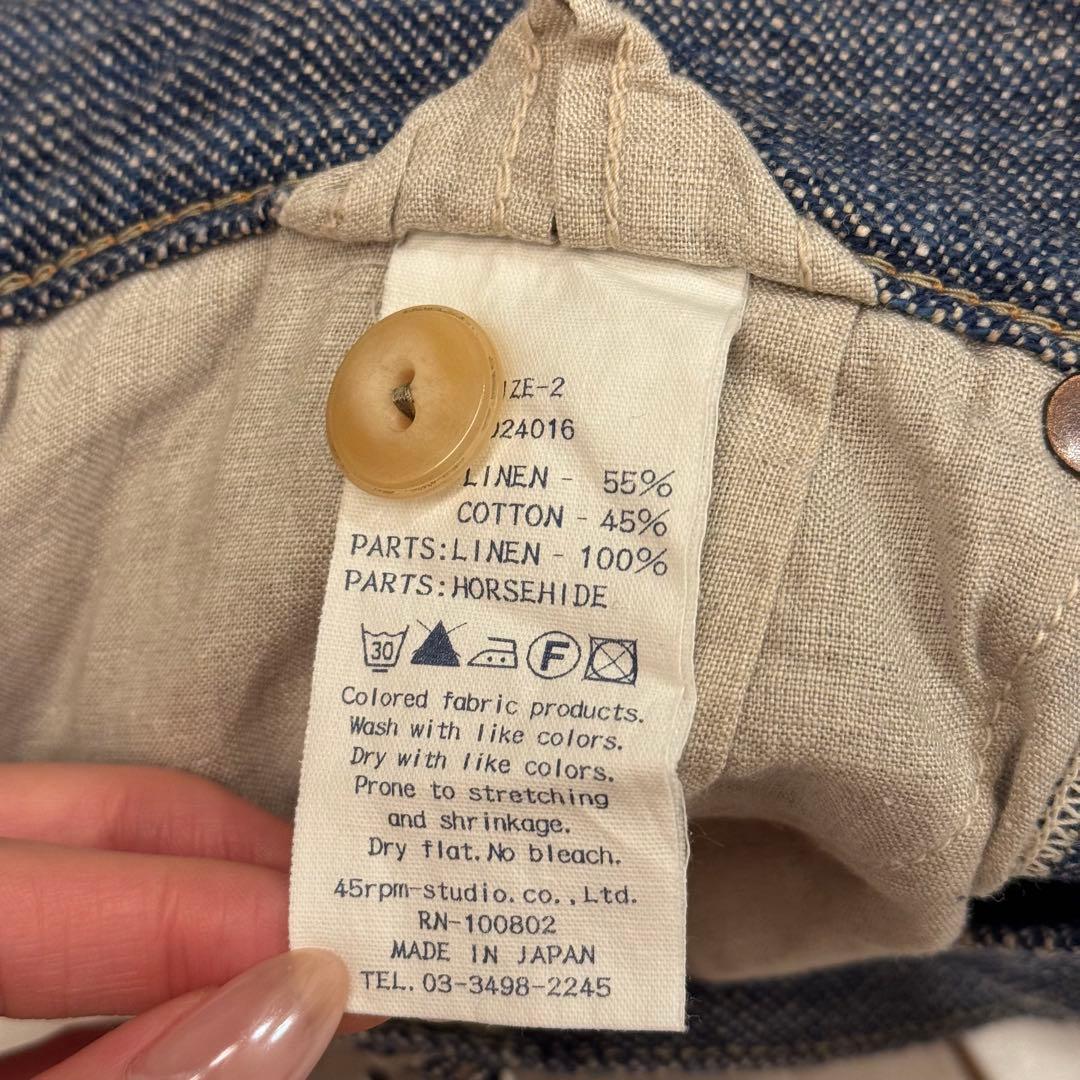 -2
24016
LINEN - 55%
COTTON - 45%
PARTS:LINEN - 100%
PARTS:HORSEHIDE
30 F
Colored fabric products.
Wash with like colors.
Dry with like colors.
Prone to stretching
and shrinkage.
Dry flat. No bleach.
45rpm-studio.co.,Ltd.
RN-100802
MADE IN JAPAN
TEL. 03-3498-2245